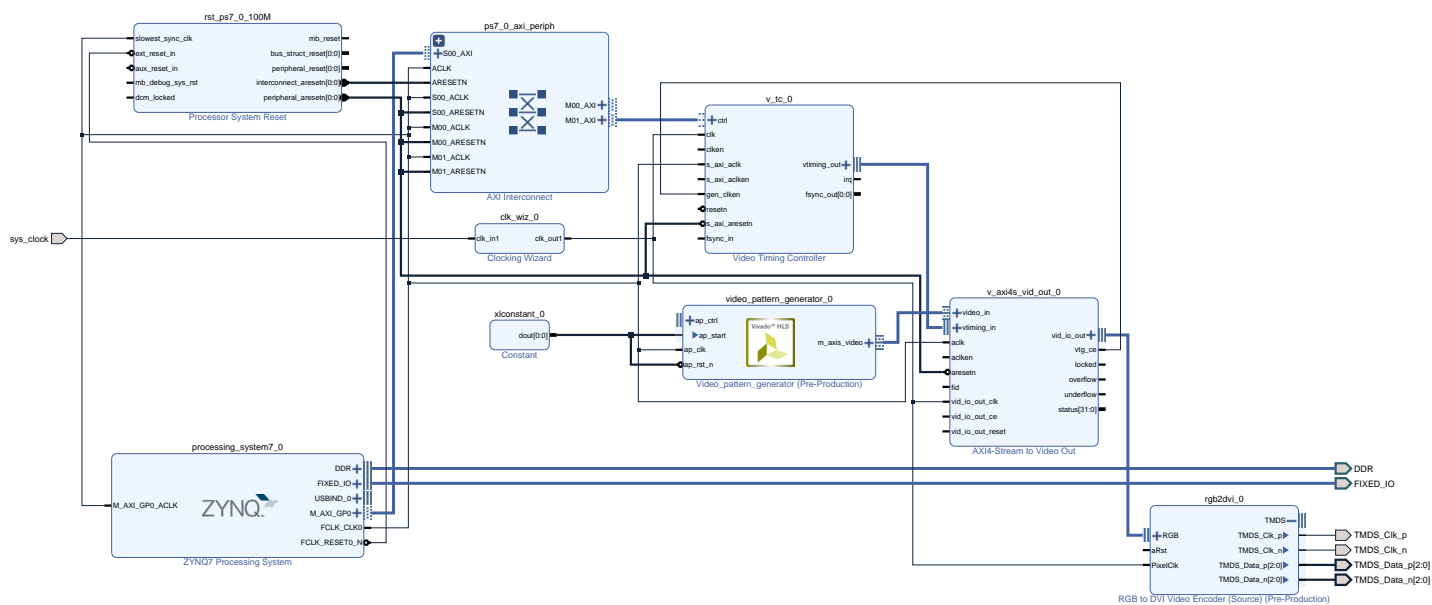 rst_ps7_0_100M
slowest_sync_clk
ext_reset_in
aux_reset_in
mb_debug_sys_rst
dcm_locked
mb_reset
bus_struct_reset[0:0]
peripheral_reset[0:0]
interconnect_aresetn[0:0]
peripheral_aresetn[0:0]
Processor System Reset
ps7_0_axi_periph
S00_AXI
ACLK
ARESETN
S00_ACLK
S00_ARESETN
M00_ACLK
M00_ARESETN
M01_ACLK
M01_ARESETN
M00_AXI
M01_AXI
AXI Interconnect
v_tc_0
ctrl
clk
clken
s_axi_aclk
s_axi_aclken
gen_clken
resetn
s_axi_aresetn
fsync_in
vtiming_out
irq
fsync_out[0:0]
Video Timing Controller
sys_clock
clk_wiz_0
clk_in1
clk_out1
Clocking Wizard
xlconstant_0
dout[0:0]
Constant
video_pattern_generator_0
ap_ctrl
ap_start
ap_clk
ap_rst_n
Vivado™ HLS
m_axis_video
Video_pattern_generator (Pre-Production)
v_axi4s_vid_out_0
video_in
vtiming_in
aclk
aclken
aresetn
fid
vid_io_out_clk
vid_io_out_ce
vid_io_out_reset
vid_io_out
vtg_ce
locked
overflow
underflow
status[31:0]
AXI4-Stream to Video Out
processing_system7_0
M_AXI_GP0_ACLK
ZYNQ
DDR
FIXED_IO
USBIND_0
M_AXI_GP0
FCLK_CLK0
FCLK_RESET0_N
ZYNQ7 Processing System
DDR
FIXED_IO
rgb2dvi_0
RGB
aRst
PixelClk
TMDS
TMDS_Clk_p
TMDS_Clk_n
TMDS_Data_p[2:0]
TMDS_Data_n[2:0]
RGB to DVI Video Encoder (Source) (Pre-Production)
TMDS_Clk_p
TMDS_Clk_n
TMDS_Data_p[2:0]
TMDS_Data_n[2:0]